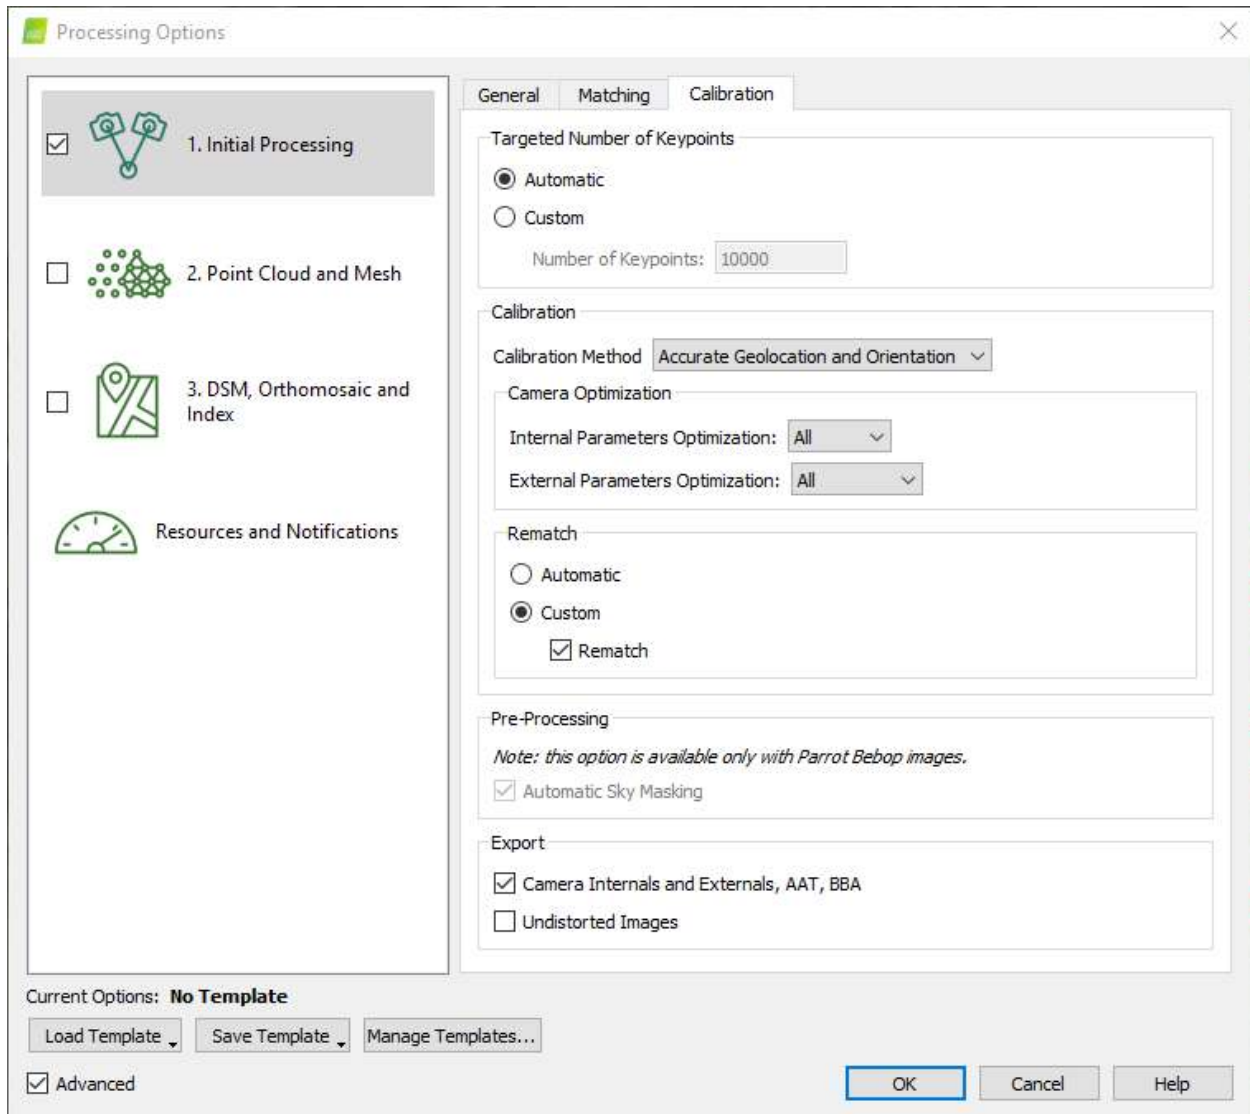 Processing Options
1. Initial Processing
2. Point Cloud and Mesh
3. DSM, Orthomosaic and
Index
Resources and Notifications
General
Matching
Calibration
Targeted Number of Keypoints
Automatic
Custom
Number of Keypoints: 10000
Calibration
Calibration Method Accurate Geolocation and Orientation
Camera Optimization
Internal Parameters Optimization: All
External Parameters Optimization: All
Rematch
Automatic
Custom
Rematch
Pre-Processing
Note: this option is available only with Parrot Bebop images.
Automatic Sky Masking
Export
Camera Internals and Externals, AAT, BBA
Undistorted Images
Current Options: No Template
Load Template
Save Template
Manage Templates...
Advanced
OK
Cancel
Help